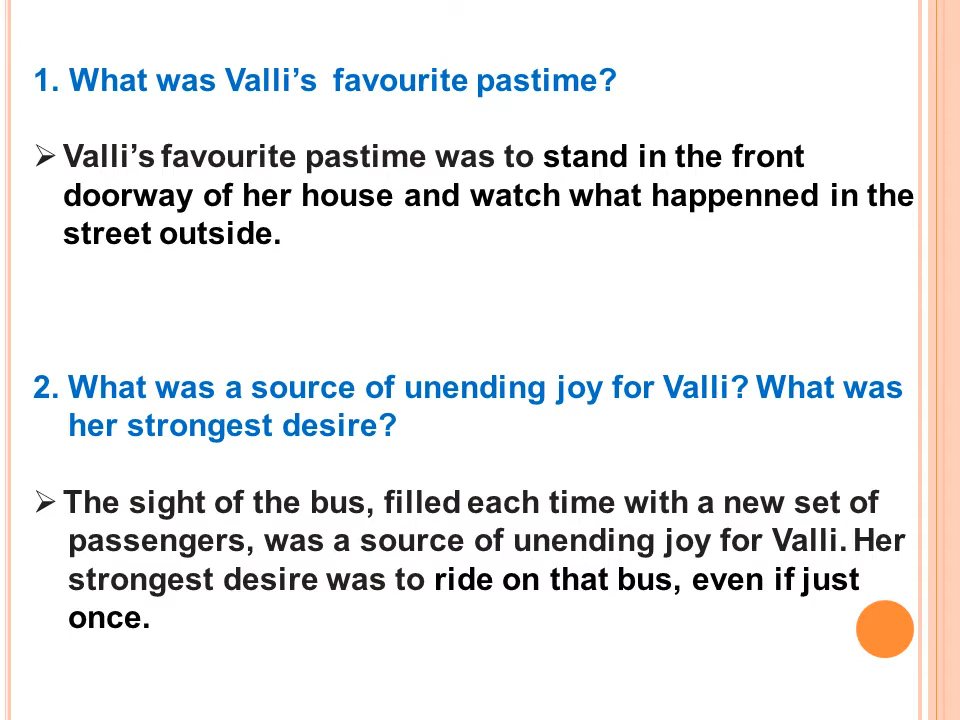 1. What was Valli’s favourite pastime?
➢ Valli’s favourite pastime was to stand in the front
doorway of her house and watch what happenned in the
street outside.
2. What was a source of unending joy for Valli? What was
her strongest desire?
➢ The sight of the bus, filled each time with a new set of
passengers, was a source of unending joy for Valli. Her
strongest desire was to ride on that bus, even if just
once.